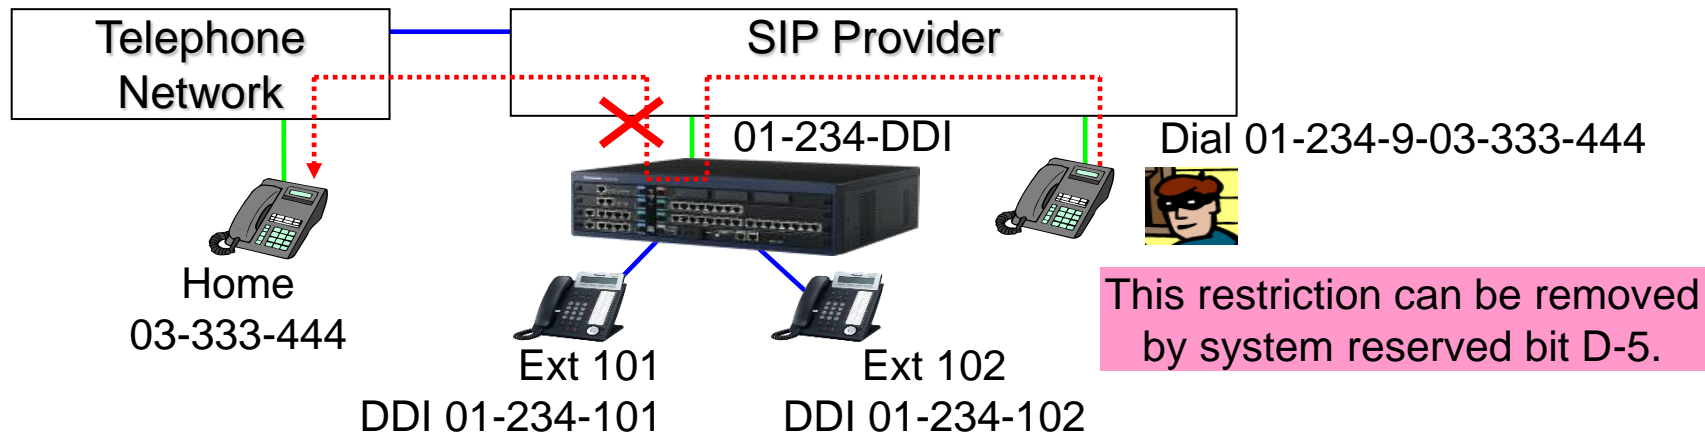 Telephone
Network
SIP Provider
01-234-DDI
Dial 01-234-9-03-333-444
Home
03-333-444
Ext 101
DDI 01-234-101
Ext 102
DDI 01-234-102
This restriction can be removed
by system reserved bit D-5.